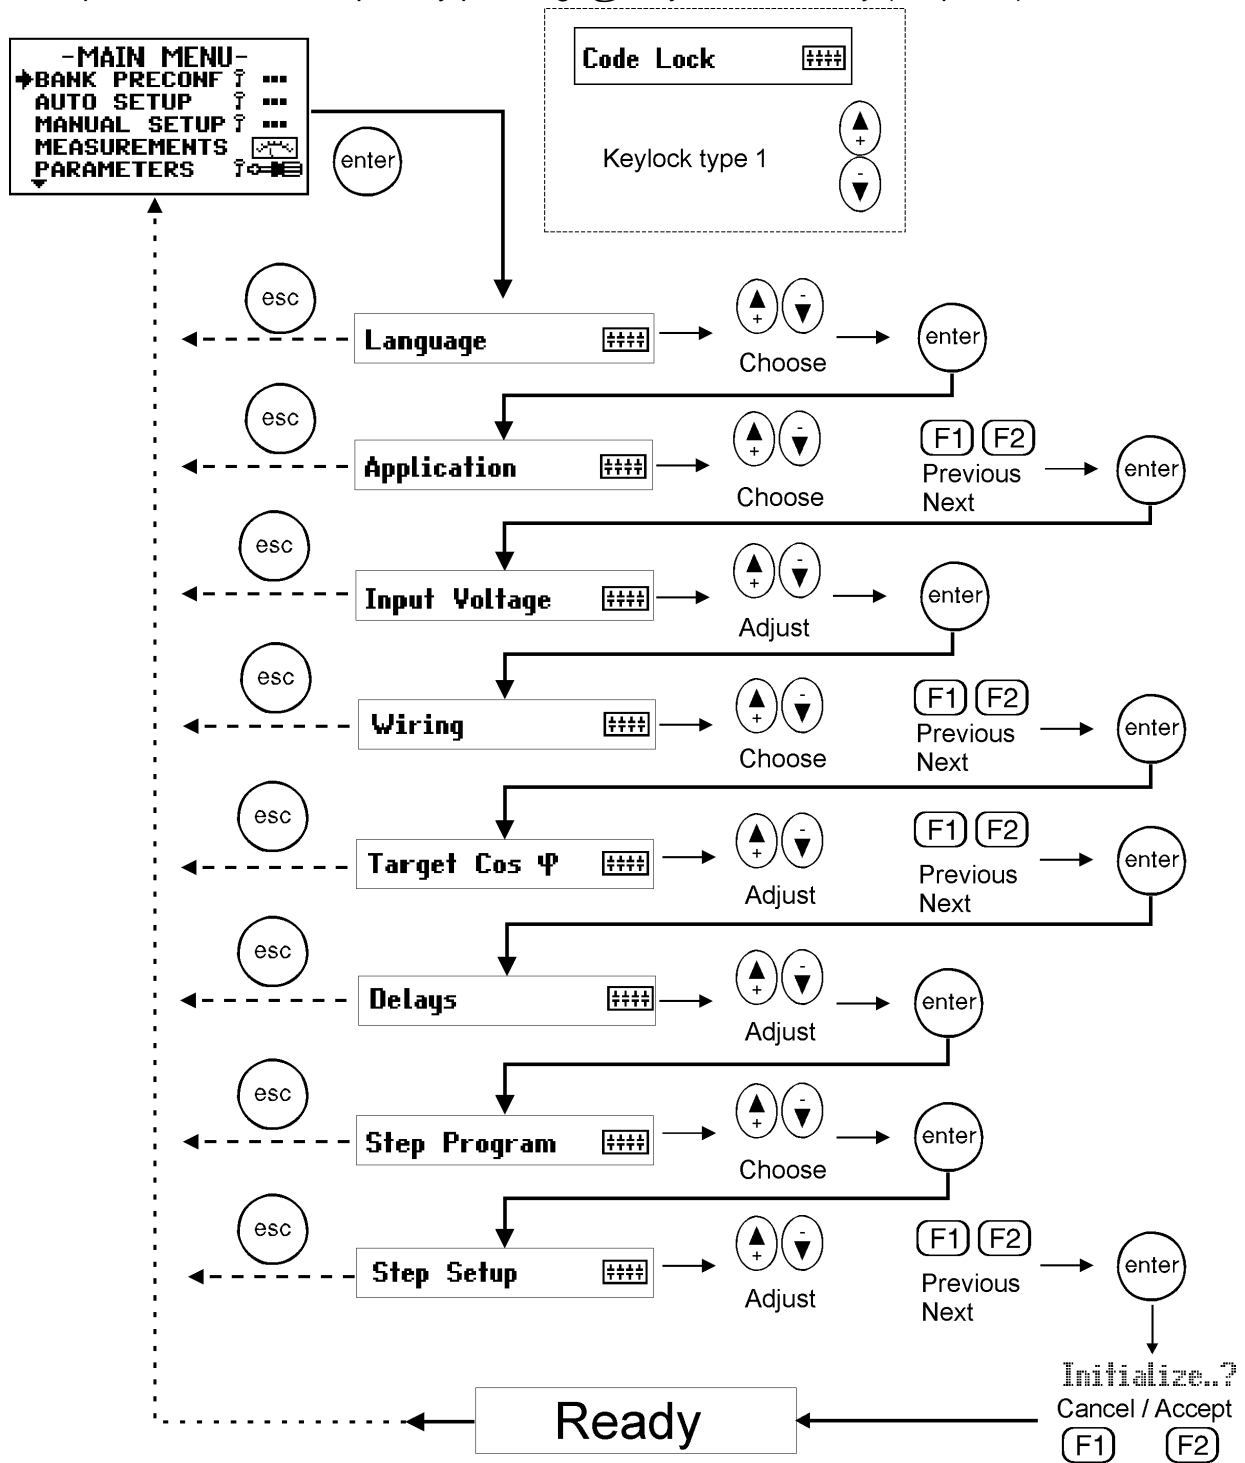 -MAIN MENU-
BANK PRECONF
AUTO SETUP
MANUAL SETUP
MEASUREMENTS
PARAMETERS
enter
Code Lock
Keylock type 1
+
-
esc
Language
+ -
Choose
enter
esc
Application
+ -
Choose
F1 F2
Previous
Next
enter
esc
Input Voltage
+ -
Adjust
enter
esc
Wiring
+ -
Choose
F1 F2
Previous
Next
enter
esc
Target Cos φ
+ -
Adjust
F1 F2
Previous
Next
enter
esc
Delays
+ -
Adjust
enter
esc
Step Program
+ -
Choose
enter
esc
Step Setup
+ -
Adjust
F1 F2
Previous
Next
enter
Initialize..?
Cancel / Accept
F1 F2
Ready